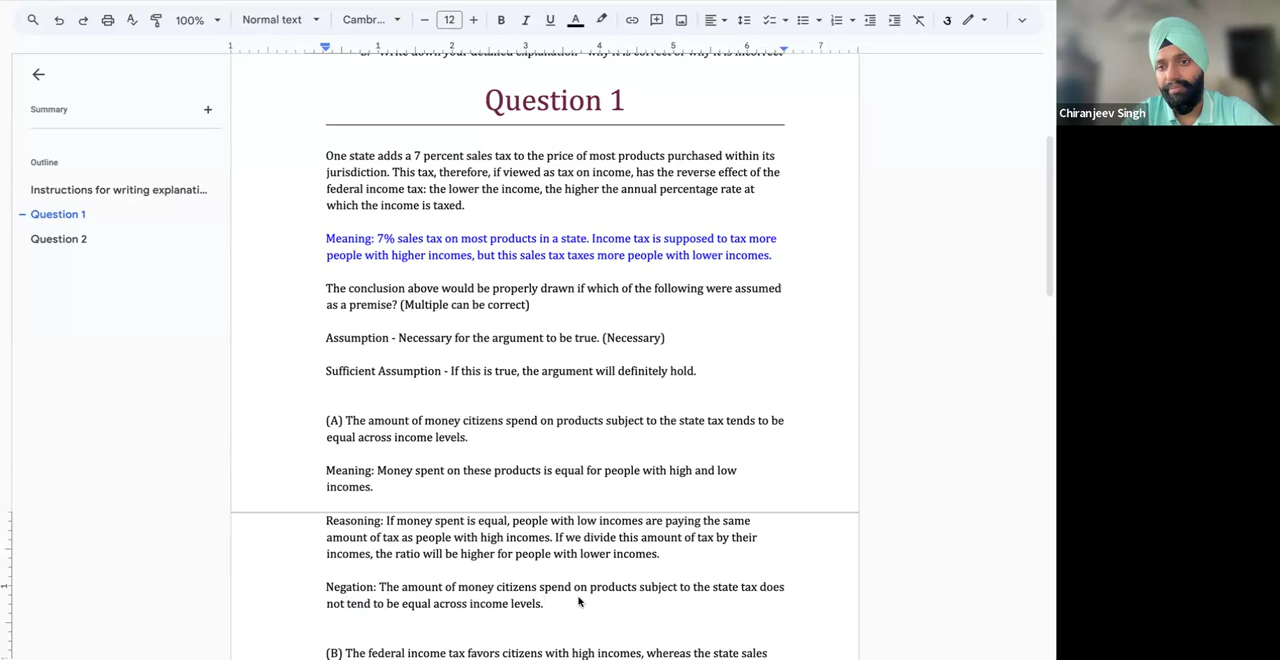 100%
Normal text
Cambr...
12
1
1
2
3
4
5
6
7
Chiranjeev Singh
Summary
Outline
Instructions for writing explanati...
Question 1
Question 2
Question 1
One state adds a 7 percent sales tax to the price of most products purchased within its
jurisdiction. This tax, therefore, if viewed as tax on income, has the reverse effect of the
federal income tax: the lower the income, the higher the annual percentage rate at
which the income is taxed.
Meaning: 7% sales tax on most products in a state. Income tax is supposed to tax more
people with higher incomes, but this sales tax taxes more people with lower incomes.
The conclusion above would be properly drawn if which of the following were assumed
as a premise? (Multiple can be correct)
Assumption - Necessary for the argument to be true. (Necessary)
Sufficient Assumption - If this is true, the argument will definitely hold.
(A) The amount of money citizens spend on products subject to the state tax tends to be
equal across income levels.
Meaning: Money spent on these products is equal for people with high and low
incomes.
Reasoning: If money spent is equal, people with low incomes are paying the same
amount of tax as people with high incomes. If we divide this amount of tax by their
incomes, the ratio will be higher for people with lower incomes.
Negation: The amount of money citizens spend on products subject to the state tax does
not tend to be equal across income levels.
(B) The federal income tax favors citizens with high incomes, whereas the state sales